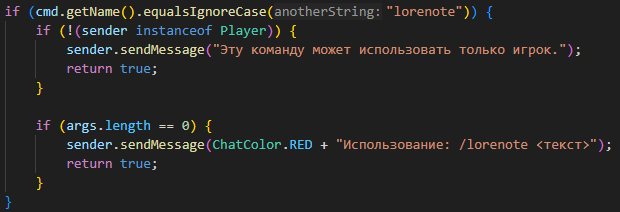 if (cmd.getName().equalsIgnoreCase(anotherString: "lorenote")) {
    if (!(sender instanceof Player)) {
        sender.sendMessage("Эту команду может использовать только игрок.");
        return true;
    }

    if (args.length == 0) {
        sender.sendMessage(ChatColor.RED + "Использование: /lorenote <текст>");
        return true;
    }
}